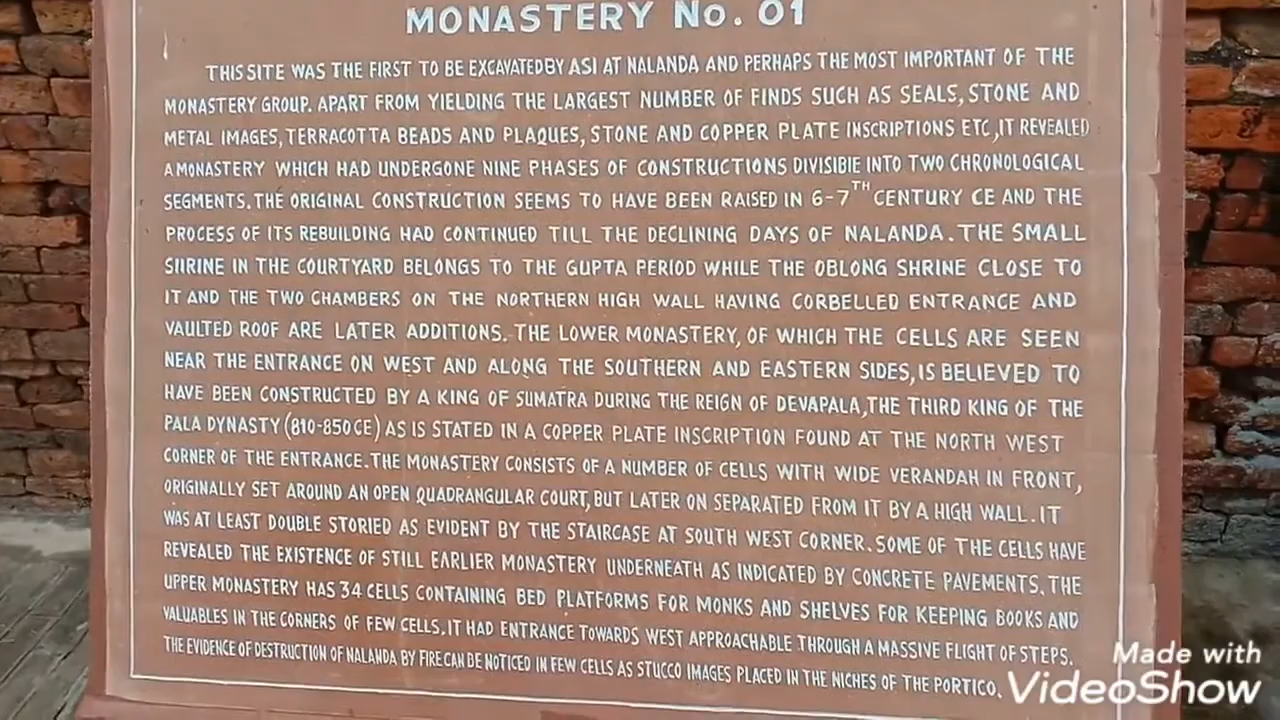 MONASTERY No. 01
THIS SITE WAS THE FIRST TO BE EXCAVATED BY ASI AT NALANDA AND PERHAPS THE MOST IMPORTANT OF THE
MONASTERY GROUP. APART FROM YIELDING THE LARGEST NUMBER OF FINDS SUCH AS SEALS, STONE AND
METAL IMAGES, TERRACOTTA BEADS AND PLAQUES, STONE AND COPPER PLATE INSCRIPTIONS ETC, IT REVEALED
A MONASTERY WHICH HAD UNDERGONE NINE PHASES OF CONSTRUCTIONS DIVISIBIE INTO TWO CHRONOLOGICAL
SEGMENTS. THE ORIGINAL CONSTRUCTION SEEMS TO HAVE BEEN RAISED IN 6-7TH CENTURY CE AND THE
PROCESS OF ITS REBUILDING HAD CONTINUED TILL THE DECLINING DAYS OF NALANDA. THE SMALL
SHRINE IN THE COURTYARD BELONGS TO THE GUPTA PERIOD WHILE THE OBLONG SHRINE CLOSE TO
IT AND THE TWO CHAMBERS ON THE NORTHERN HIGH WALL HAVING CORBELLED ENTRANCE AND
VAULTED ROOF ARE LATER ADDITIONS. THE LOWER MONASTERY, OF WHICH THE CELLS ARE SEEN
NEAR THE ENTRANCE ON WEST AND ALONG THE SOUTHERN AND EASTERN SIDES, IS BELIEVED TO
HAVE BEEN CONSTRUCTED BY A KING OF SUMATRA DURING THE REIGN OF DEVAPALA, THE THIRD KING OF THE
PALA DYNASTY (810-850 CE) AS IS STATED IN A COPPER PLATE INSCRIPTION FOUND AT THE NORTH WEST
CORNER OF THE ENTRANCE. THE MONASTERY CONSISTS OF A NUMBER OF CELLS WITH WIDE VERANDAH IN FRONT,
ORIGINALLY SET AROUND AN OPEN QUADRANGULAR COURT, BUT LATER ON SEPARATED FROM IT BY A HIGH WALL. IT
WAS AT LEAST DOUBLE STORIED AS EVIDENT BY THE STAIRCASE AT SOUTH WEST CORNER. SOME OF THE CELLS HAVE
REVEALED THE EXISTENCE OF STILL EARLIER MONASTERY UNDERNEATH AS INDICATED BY CONCRETE PAVEMENTS. THE
UPPER MONASTERY HAS 34 CELLS CONTAINING BED PLATFORMS FOR MONKS AND SHELVES FOR KEEPING BOOKS AND
VALUABLES IN THE CORNERS OF FEW CELLS. IT HAD ENTRANCE TOWARDS WEST APPROACHABLE THROUGH A MASSIVE FLIGHT OF STEPS.
THE EVIDENCE OF DESTRUCTION OF NALANDA BY FIRE CAN BE NOTICED IN FEW CELLS AS STUCCO IMAGES PLACED IN THE NICHES OF THE PORTICO.
Made with
VideoShow